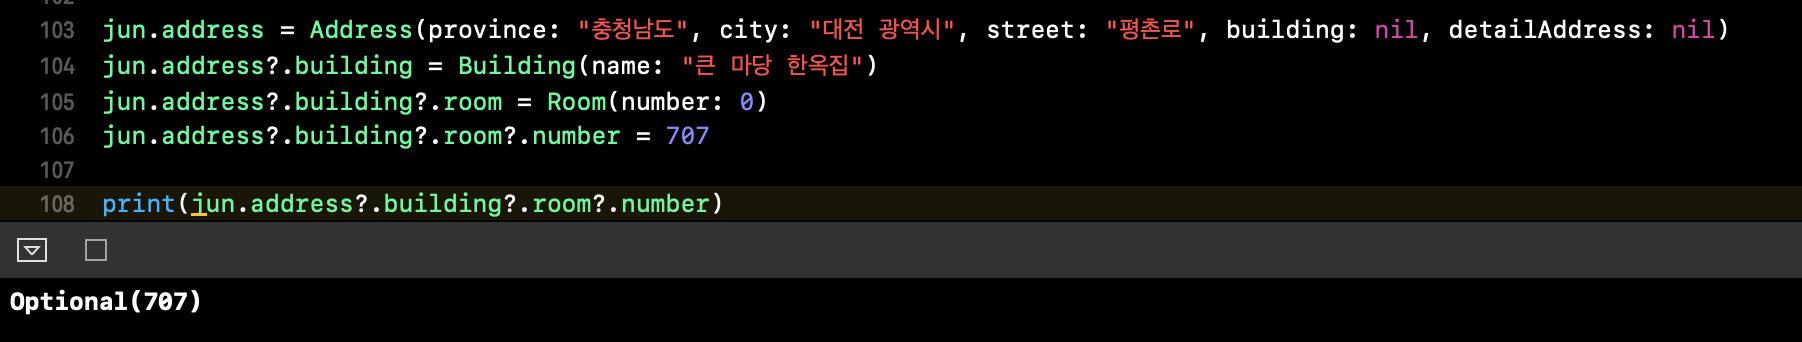 103 jun.address = Address(province: "충청남도", city: "대전 광역시", street: "평촌로", building: nil, detailAddress: nil)
104 jun.address?.building = Building(name: "큰 마당 한옥집")
105 jun.address?.building?.room = Room(number: 0)
106 jun.address?.building?.room?.number = 707
107
108 print(jun.address?.building?.room?.number)
Optional(707)